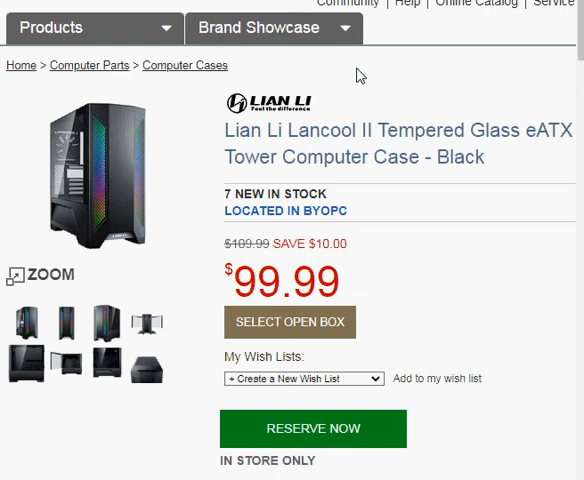 Community | Help | Online Catalog | Service
Products
Brand Showcase
Home > Computer Parts > Computer Cases
LIAN LI
Feel the difference
Lian Li Lancool II Tempered Glass eATX
Tower Computer Case - Black
7 NEW IN STOCK
LOCATED IN BYOPC
$109.99 SAVE $10.00
$99.99
ZOOM
SELECT OPEN BOX
My Wish Lists:
+ Create a New Wish List
Add to my wish list
RESERVE NOW
IN STORE ONLY